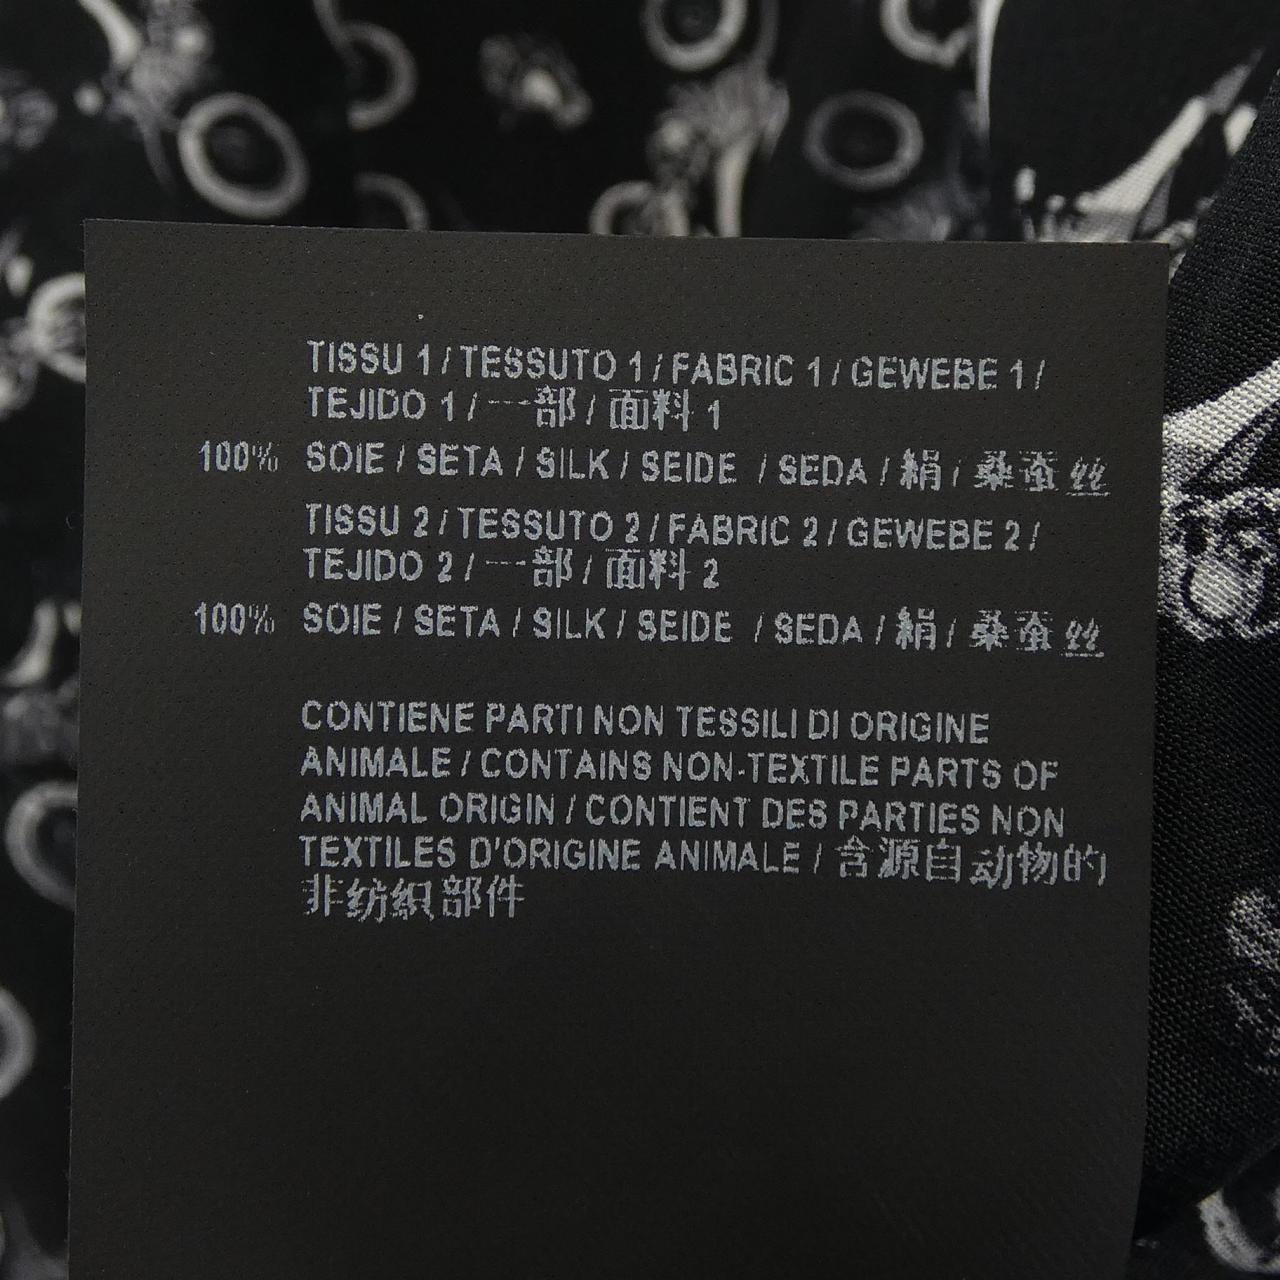 TISSU 1 / TESSUTO 1 / FABRIC 1 / GEWEBE 1 /
TEJIDO 1 / 一部 / 面料 1
100% SOIE / SETA / SILK / SEIDE / SEDA / 絹 / 桑蚕丝
TISSU 2 / TESSUTO 2 / FABRIC 2 / GEWEBE 2 /
TEJIDO 2 / 一部 / 面料 2
100% SOIE / SETA / SILK / SEIDE / SEDA / 絹 / 桑蚕丝
CONTIENE PARTI NON TESSILI DI ORIGINE
ANIMALE / CONTAINS NON-TEXTILE PARTS OF
ANIMAL ORIGIN / CONTIENT DES PARTIES NON
TEXTILES D'ORIGINE ANIMALE / 含源自动物的
非纺织部件